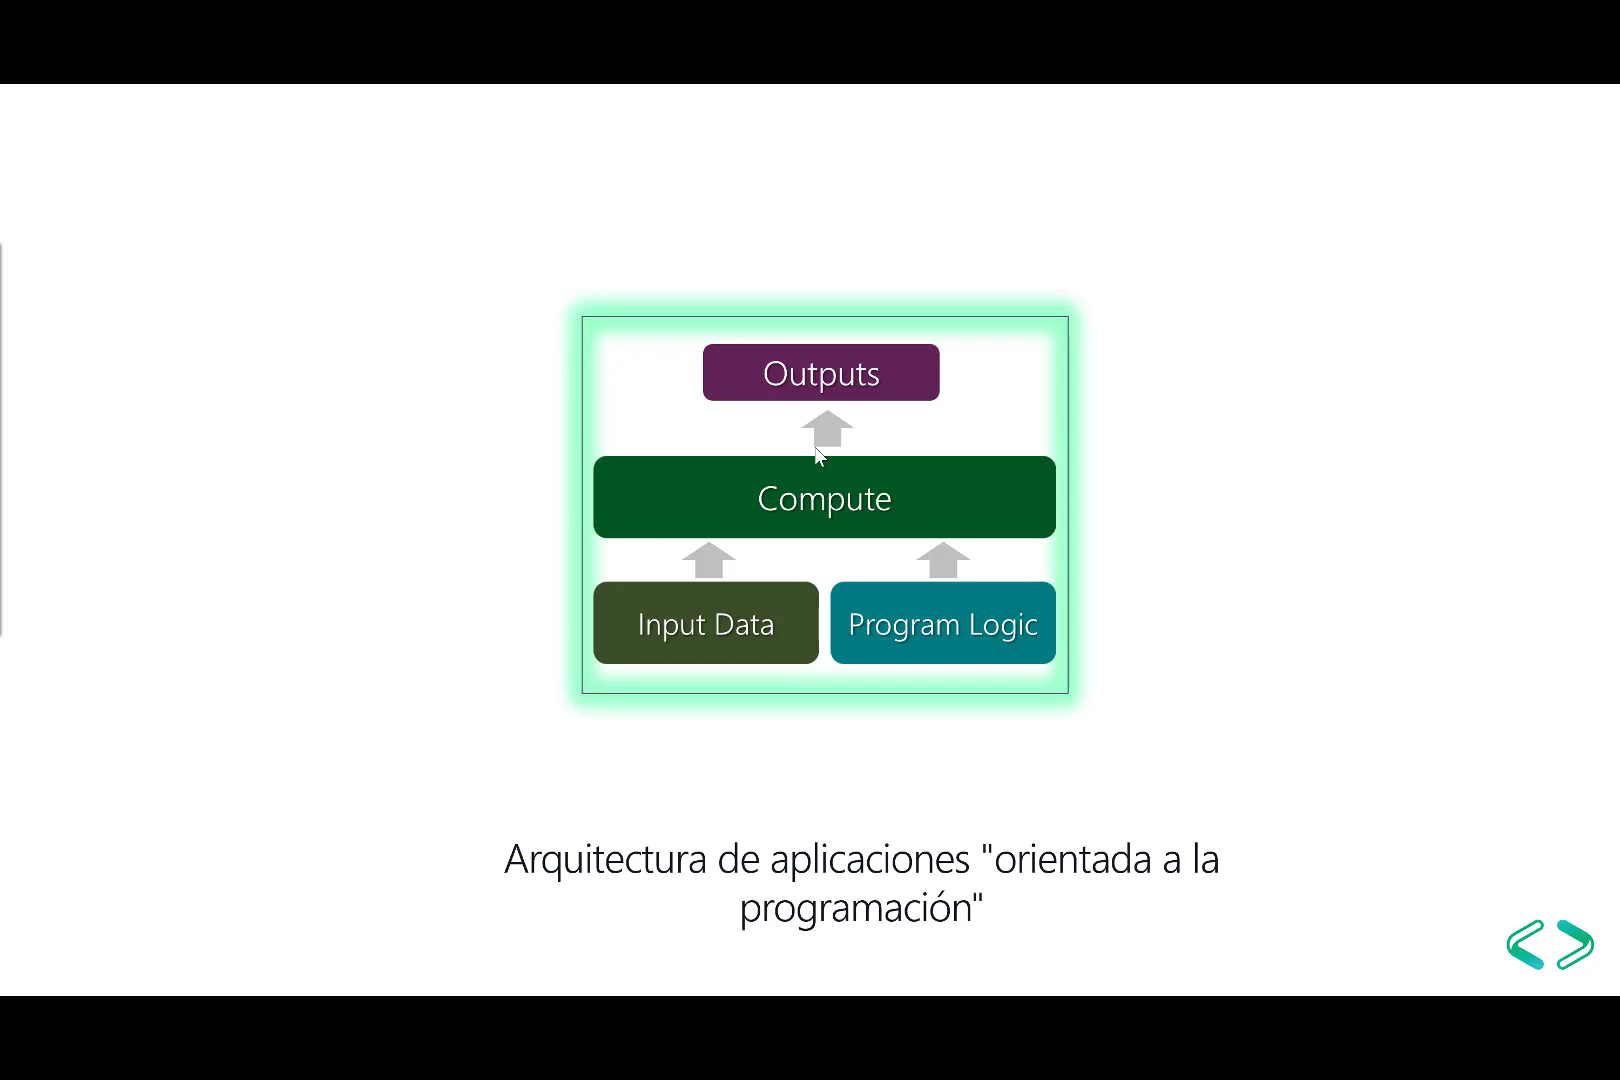 Outputs
Compute
Input Data
Program Logic
Arquitectura de aplicaciones "orientada a la
programación"